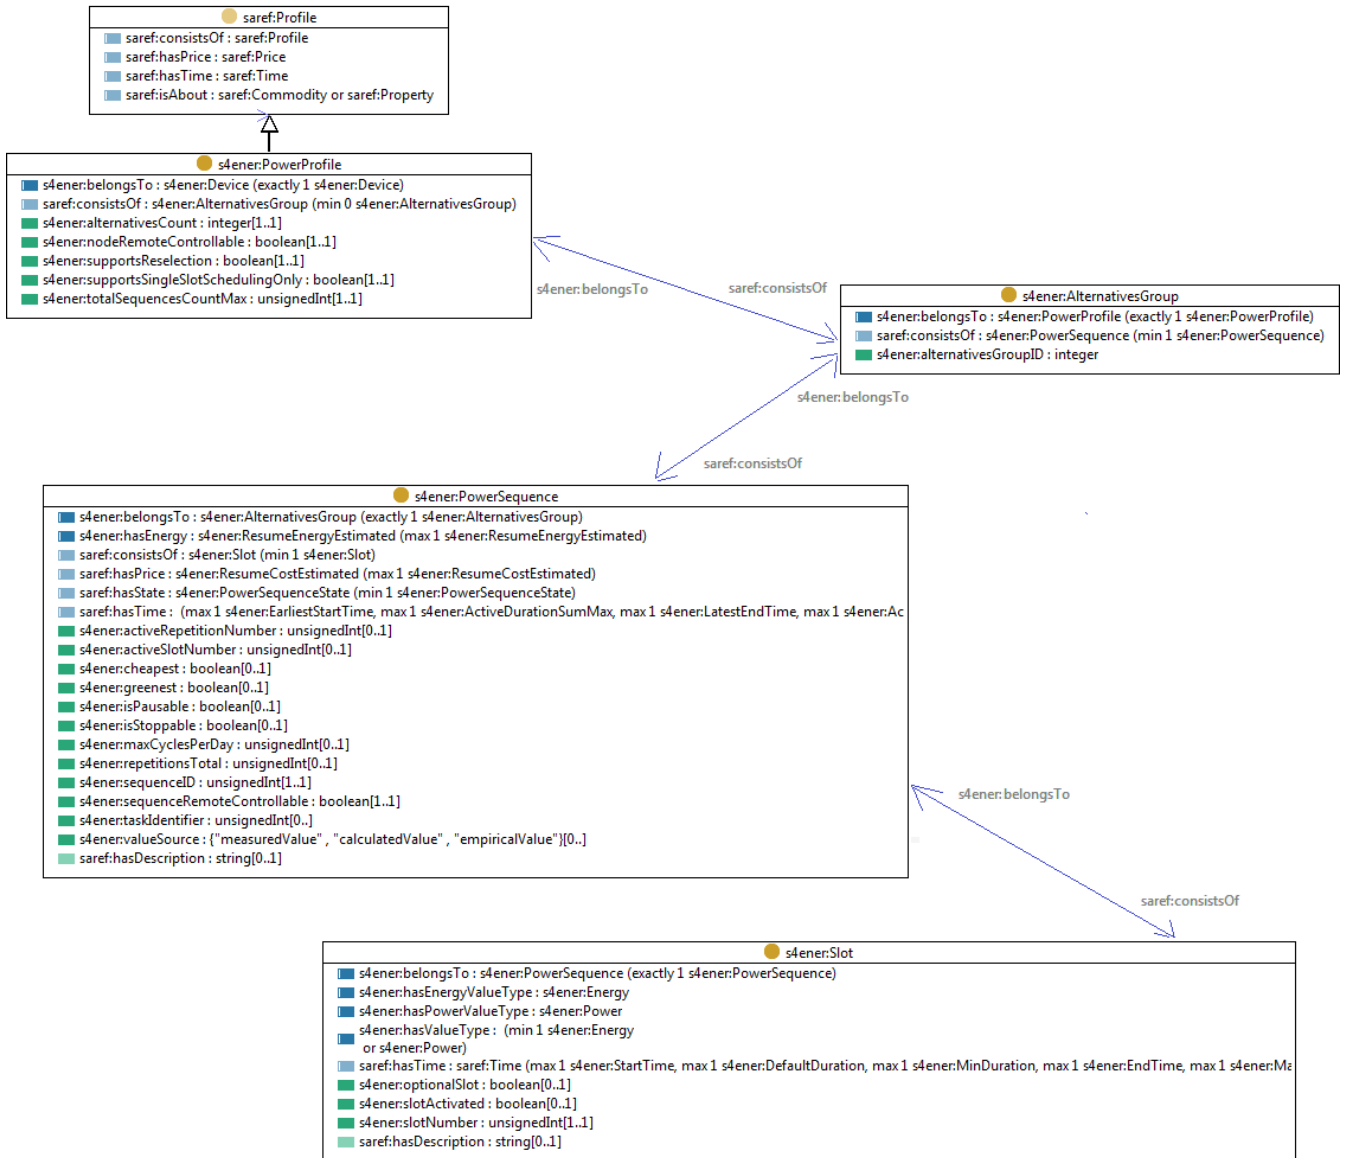 saref:Profile
saref:consistsOf : saref:Profile
saref:hasPrice : saref:Price
saref:hasTime : saref:Time
saref:isAbout : saref:Commodity or saref:Property
s4ener:PowerProfile
s4ener:belongsTo : s4ener:Device (exactly 1 s4ener:Device)
saref:consistsOf : s4ener:AlternativesGroup (min 0 s4ener:AlternativesGroup)
s4ener:alternativesCount : integer[1..1]
s4ener:nodeRemoteControllable : boolean[1..1]
s4ener:supportsReselection : boolean[1..1]
s4ener:supportsSingleSlotSchedulingOnly : boolean[1..1]
s4ener:totalSequencesCountMax : unsignedInt[1..1]
s4ener:belongsTo
saref:consistsOf
s4ener:AlternativesGroup
s4ener:belongsTo : s4ener:PowerProfile (exactly 1 s4ener:PowerProfile)
saref:consistsOf : s4ener:PowerSequence (min 1 s4ener:PowerSequence)
s4ener:alternativesGroupID : integer
s4ener:belongsTo
saref:consistsOf
s4ener:PowerSequence
s4ener:belongsTo : s4ener:AlternativesGroup (exactly 1 s4ener:AlternativesGroup)
s4ener:hasEnergy : s4ener:ResumeEnergyEstimated (max 1 s4ener:ResumeEnergyEstimated)
saref:consistsOf : s4ener:Slot (min 1 s4ener:Slot)
saref:hasPrice : s4ener:ResumeCostEstimated (max 1 s4ener:ResumeCostEstimated)
saref:hasState : s4ener:PowerSequenceState (min 1 s4ener:PowerSequenceState)
saref:hasTime : (max 1 s4ener:EarliestStartTime, max 1 s4ener:ActiveDurationSumMax, max 1 s4ener:LatestEndTime, max 1 s4ener:Ac
s4ener:activeRepetitionNumber : unsignedInt[0..1]
s4ener:activeSlotNumber : unsignedInt[0..1]
s4ener:cheapest : boolean[0..1]
s4ener:greenest : boolean[0..1]
s4ener:isPausable : boolean[0..1]
s4ener:isStoppable : boolean[0..1]
s4ener:maxCyclesPerDay : unsignedInt[0..1]
s4ener:repetitionsTotal : unsignedInt[0..1]
s4ener:sequenceID : unsignedInt[1..1]
s4ener:sequenceRemoteControllable : boolean[1..1]
s4ener:taskIdentifier : unsignedInt[0..]
s4ener:valueSource : {"measuredValue" , "calculatedValue" , "empiricalValue"}[0..]
saref:hasDescription : string[0..1]
s4ener:belongsTo
saref:consistsOf
s4ener:Slot
s4ener:belongsTo : s4ener:PowerSequence (exactly 1 s4ener:PowerSequence)
s4ener:hasEnergyValueType : s4ener:Energy
s4ener:hasPowerValueType : s4ener:Power
s4ener:hasValueType : (min 1 s4ener:Energy
or s4ener:Power)
saref:hasTime : saref:Time (max 1 s4ener:StartTime, max 1 s4ener:DefaultDuration, max 1 s4ener:MinDuration, max 1 s4ener:EndTime, max 1 s4ener:Ma
s4ener:optionalSlot : boolean[0..1]
s4ener:slotActivated : boolean[0..1]
s4ener:slotNumber : unsignedInt[1..1]
saref:hasDescription : string[0..1]